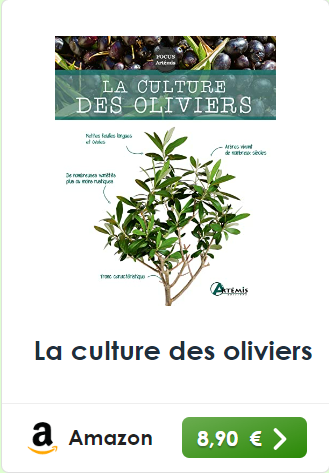 FOCUS
Artémis
LA CULTURE
DES OLIVIERS
Petites feuilles longues
et ovales
Arbres vivant
de nombreux siècles
De nombreuses variétés
plus ou moins rustiques
Tronc caractéristique
ARTÉMIS
La culture des oliviers
Amazon
8,90 €